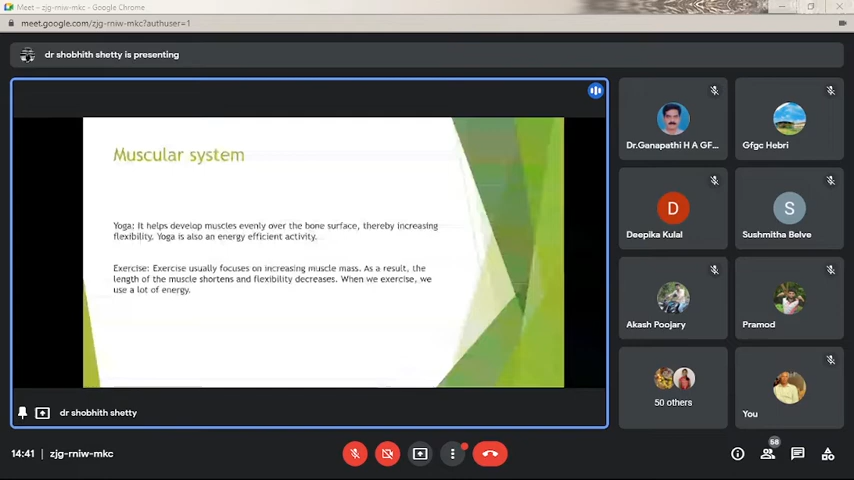 Meet – zjg-rniw-mkc - Google Chrome
meet.google.com/zjg-rniw-mkc?authuser=1
dr shobhith shetty is presenting
Muscular system
Yoga: It helps develop muscles evenly over the bone surface, thereby increasing
flexibility. Yoga is also an energy efficient activity.
Exercise: Exercise usually focuses on increasing muscle mass. As a result, the
length of the muscle shortens and flexibility decreases. When we exercise, we
use a lot of energy.
dr shobhith shetty
Dr.Ganapathi H A GF...
Gfgc Hebri
D
Deepika Kulal
S
Sushmitha Belve
Akash Poojary
Pramod
50 others
You
14:41
zjg-rniw-mkc
58